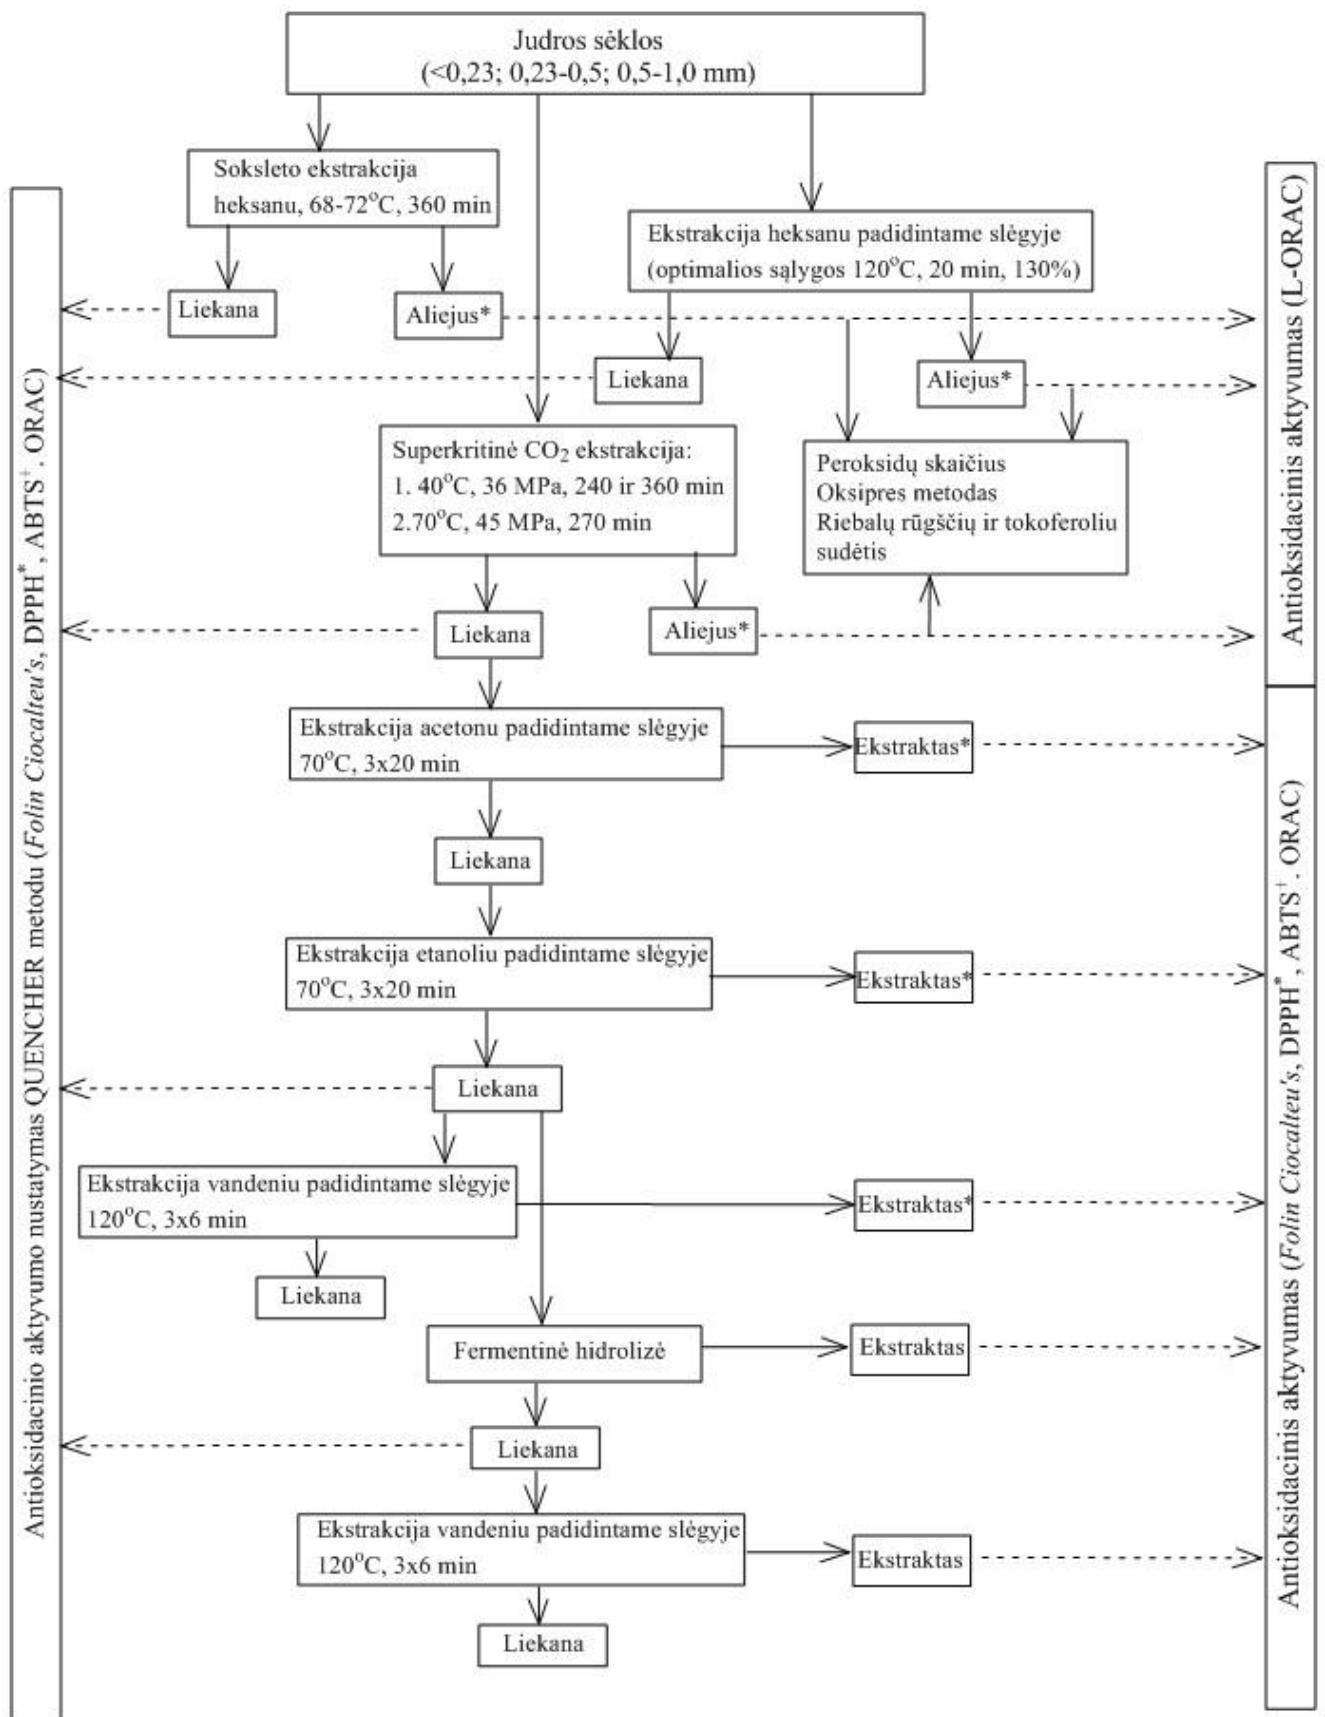 Judros sėklos
(<0,23; 0,23-0,5; 0,5-1,0 mm)
Soksleto ekstrakcija
heksanu, 68-72°C, 360 min
Ekstrakcija heksanu padidintame slėgyje
(optimalios sąlygos 120°C, 20 min, 130%)
Liekana
Aliejus*
Liekana
Aliejus*
Superkritinė CO₂ ekstrakcija:
1. 40°C, 36 MPa, 240 ir 360 min
2.70°C, 45 MPa, 270 min
Peroksidų skaičius
Oksipres metodas
Riebalų rūgščių ir tokoferoliu
sudėtis
Liekana
Aliejus*
Ekstrakcija acetonu padidintame slėgyje
70°C, 3x20 min
Ekstraktas*
Liekana
Ekstrakcija etanoliu padidintame slėgyje
70°C, 3x20 min
Ekstraktas*
Liekana
Ekstrakcija vandeniu padidintame slėgyje
120°C, 3x6 min
Ekstraktas*
Liekana
Fermentinė hidrolizė
Ekstraktas
Liekana
Ekstrakcija vandeniu padidintame slėgyje
120°C, 3x6 min
Ekstraktas
Liekana
Antioksidacinio aktyvumo nustatymas QUENCHER metodu (Folin Ciocalteu's, DPPH*, ABTS⁺. ORAC)
Antioksidacinis aktyvumas (L-ORAC)
Antioksidacinis aktyvumas (Folin Ciocalteu's, DPPH*, ABTS⁺. ORAC)